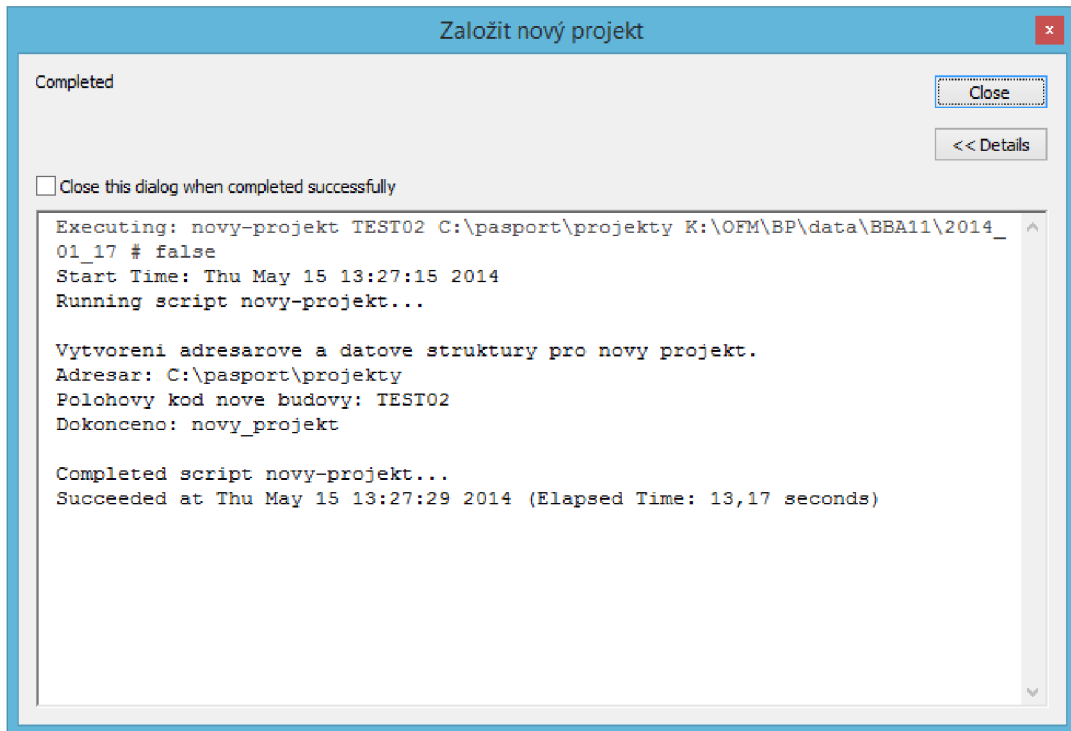 Založit nový projekt
x
Completed
Close
<< Details
Close this dialog when completed successfully
Executing: novy-projekt TEST02 C:\pasport\projekty K:\OFM\BP\data\BBA11\2014_
01_17 # false
Start Time: Thu May 15 13:27:15 2014
Running script novy-projekt...
Vytvoreni adresarove a datove struktury pro novy projekt.
Adresar: C:\pasport\projekty
Polohovy kod nove budovy: TEST02
Dokonceno: novy_projekt
Completed script novy-projekt...
Succeeded at Thu May 15 13:27:29 2014 (Elapsed Time: 13,17 seconds)